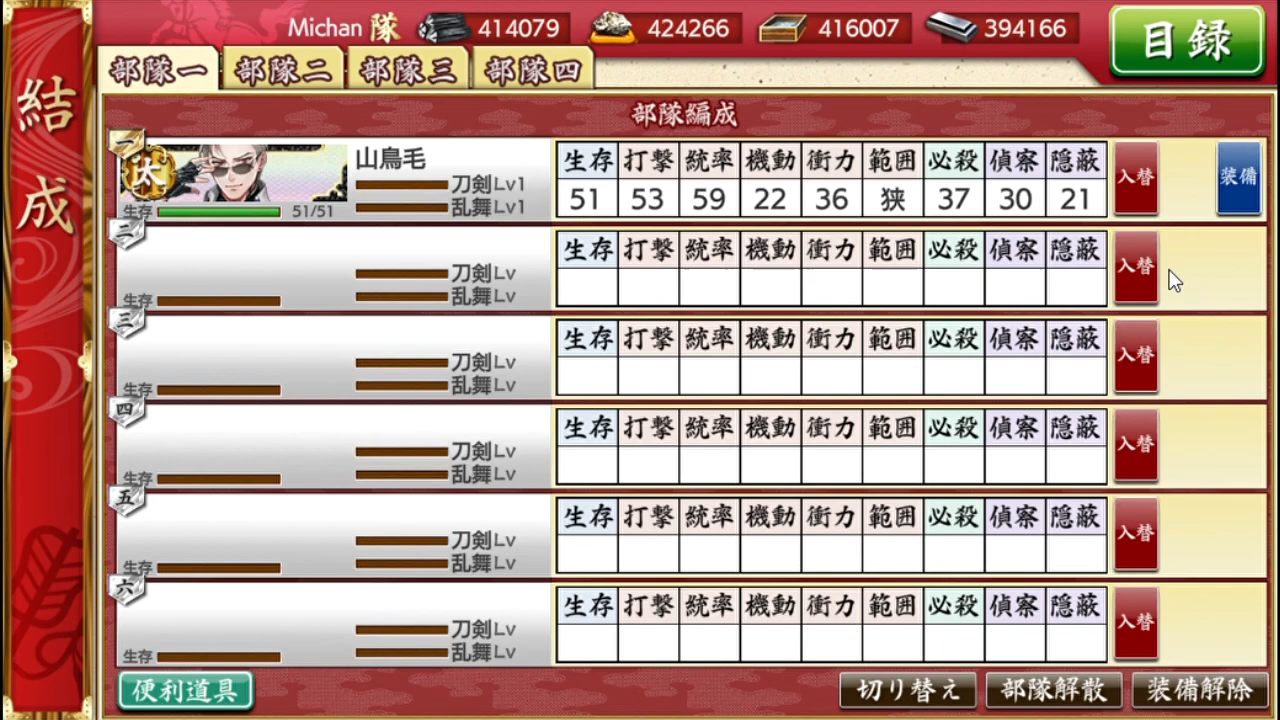 Michan 隊 414079 424266 416007 394166 目録
結成
部隊一 部隊二 部隊三 部隊四
部隊編成
一 太 山鳥毛 生存 打撃 統率 機動 衝力 範囲 必殺 偵察 隠蔽 入替 装備
刀剣Lv1 51 53 59 22 36 狭 37 30 21
生存 51/51 乱舞Lv1
二 生存 打撃 統率 機動 衝力 範囲 必殺 偵察 隠蔽 入替
刀剣Lv
生存 乱舞Lv
三 生存 打撃 統率 機動 衝力 範囲 必殺 偵察 隠蔽 入替
刀剣Lv
生存 乱舞Lv
四 生存 打撃 統率 機動 衝力 範囲 必殺 偵察 隠蔽 入替
刀剣Lv
生存 乱舞Lv
五 生存 打撃 統率 機動 衝力 範囲 必殺 偵察 隠蔽 入替
刀剣Lv
生存 乱舞Lv
六 生存 打撃 統率 機動 衝力 範囲 必殺 偵察 隠蔽 入替
刀剣Lv
生存 乱舞Lv
便利道具 切り替え 部隊解散 装備解除